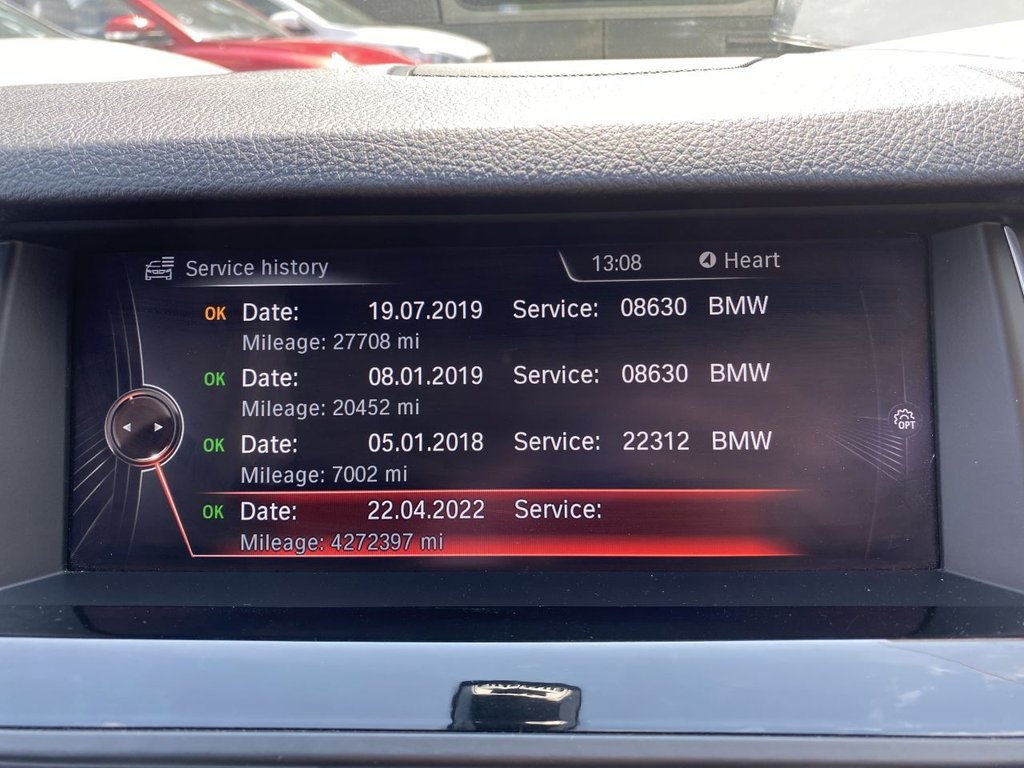 Service history 13:08 Heart
OK Date: 19.07.2019 Service: 08630 BMW
Mileage: 27708 mi
OK Date: 08.01.2019 Service: 08630 BMW
Mileage: 20452 mi
OK Date: 05.01.2018 Service: 22312 BMW
Mileage: 7002 mi
OK Date: 22.04.2022 Service:
Mileage: 4272397 mi
OPT